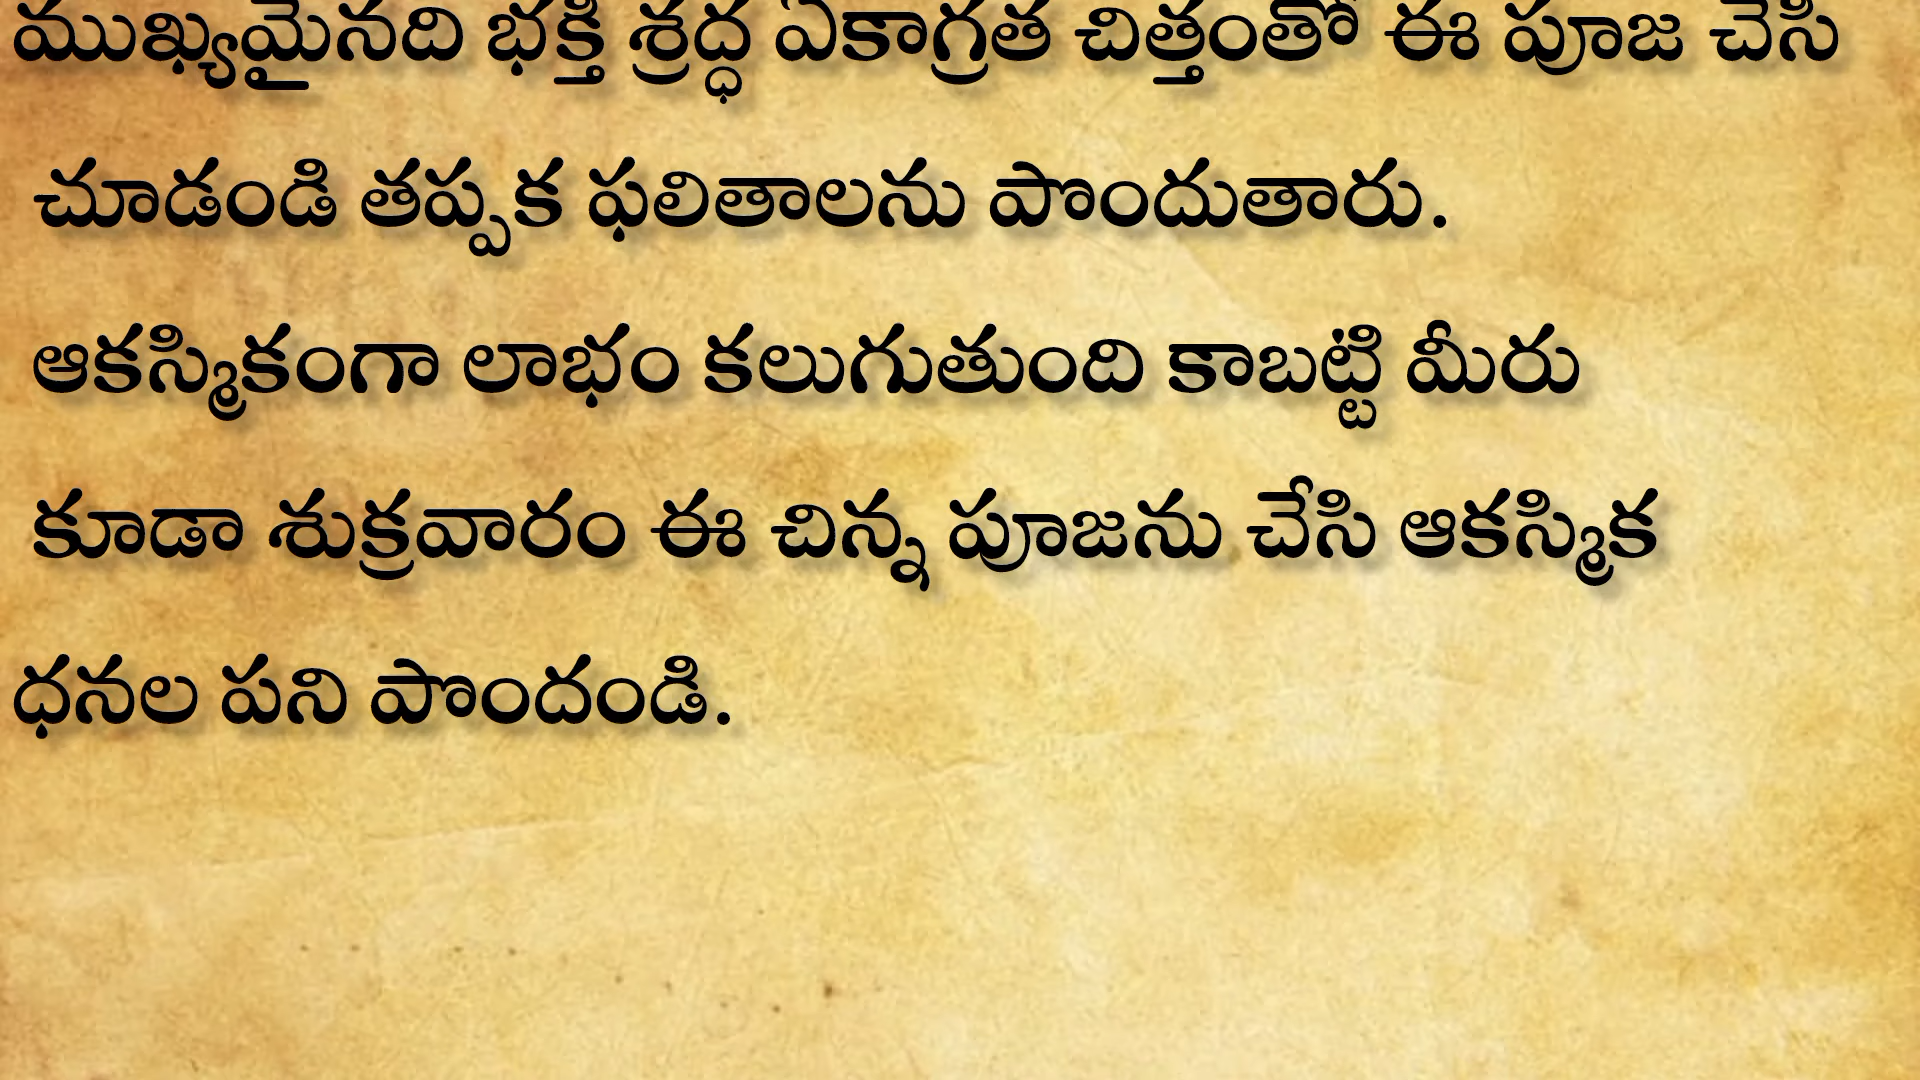 ముఖ్యమైనది భక్తి శ్రద్ధ ఏకాగ్రత చిత్తంతో ఈ పూజ చేసి
చూడండి తప్పక ఫలితాలను పొందుతారు.
ఆకస్మికంగా లాభం కలుగుతుంది కాబట్టి మీరు
కూడా శుక్రవారం ఈ చిన్న పూజను చేసి ఆకస్మిక
ధనల పని పొందండి.